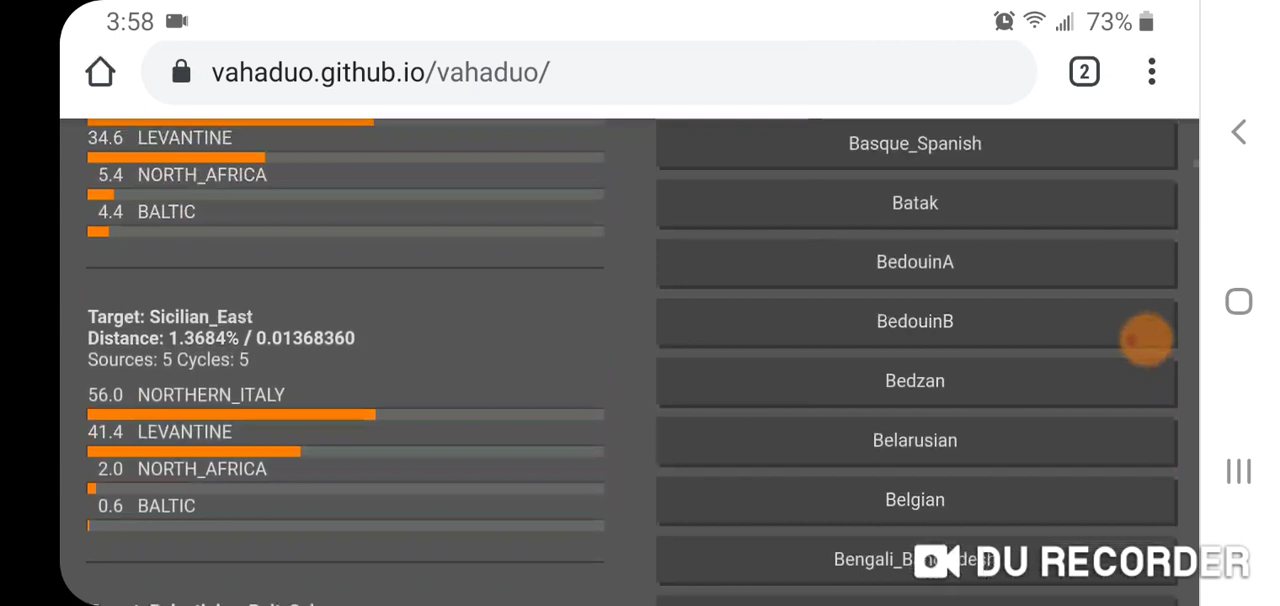 3:58
73%
vahaduo.github.io/vahaduo/
2
34.6 LEVANTINE
5.4 NORTH_AFRICA
4.4 BALTIC
Target: Sicilian_East
Distance: 1.3684% / 0.01368360
Sources: 5 Cycles: 5
56.0 NORTHERN_ITALY
41.4 LEVANTINE
2.0 NORTH_AFRICA
0.6 BALTIC
Basque_Spanish
Batak
BedouinA
BedouinB
Bedzan
Belarusian
Belgian
DU RECORDER